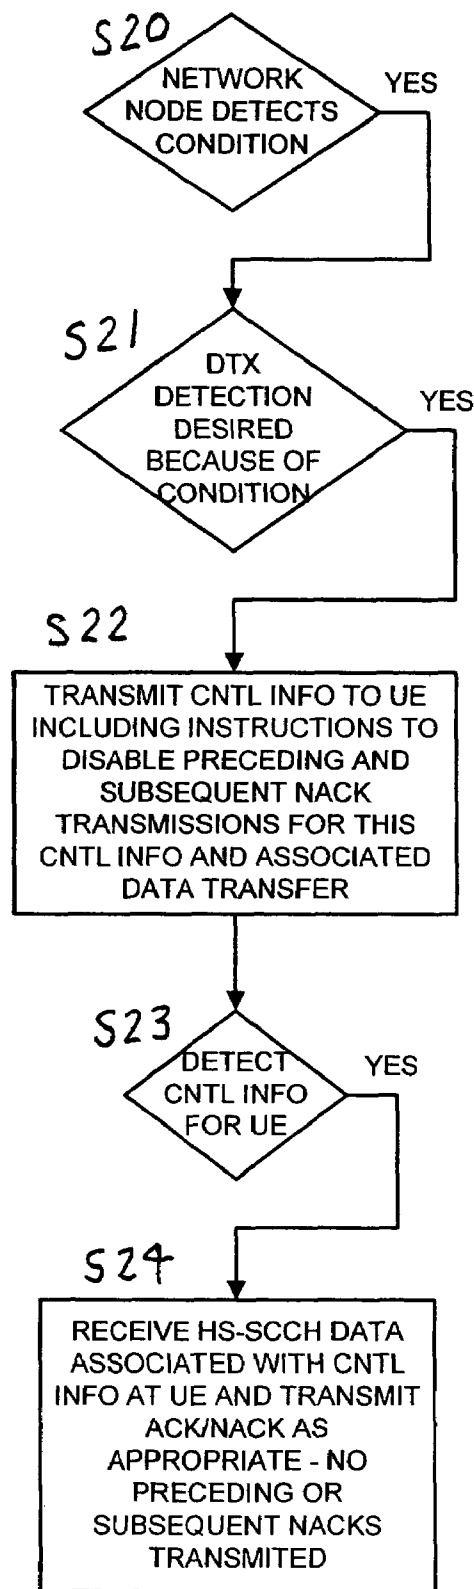 S20
NETWORK
NODE DETECTS
CONDITION
YES
S21
DTX
DETECTION
DESIRED
BECAUSE OF
CONDITION
YES
S22
TRANSMIT CNTL INFO TO UE
INCLUDING INSTRUCTIONS TO
DISABLE PRECEDING AND
SUBSEQUENT NACK
TRANSMISSIONS FOR THIS
CNTL INFO AND ASSOCIATED
DATA TRANSFER
S23
DETECT
CNTL INFO
FOR UE
YES
S24
RECEIVE HS-SCCH DATA
ASSOCIATED WITH CNTL
INFO AT UE AND TRANSMIT
ACK/NACK AS
APPROPRIATE - NO
PRECEDING OR
SUBSEQUENT NACKS
TRANSMITED